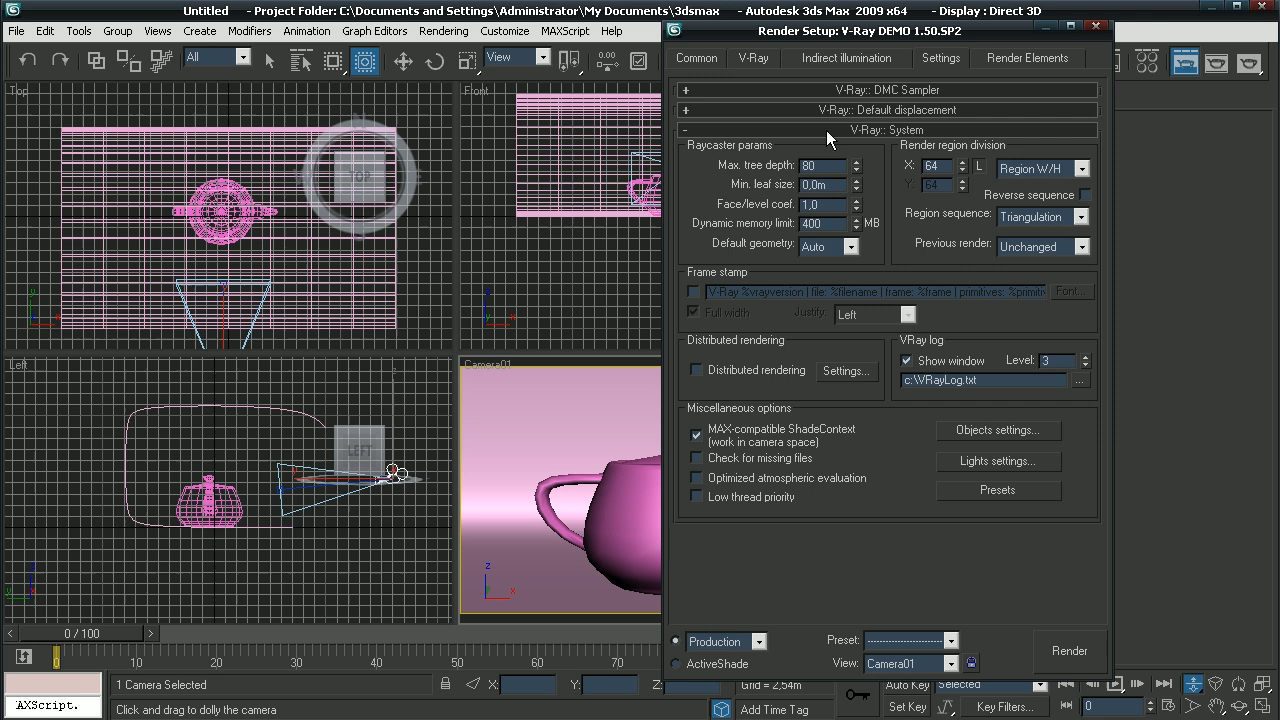 Untitled - Project Folder: C:\Documents and Settings\Administrator\My Documents\3dsmax - Autodesk 3ds Max 2009 x64 - Display : Direct 3D
File Edit Tools Group Views Create Modifiers Animation Graph Editors Rendering Customize MAXScript Help
Render Setup: V-Ray DEMO 1.50.SP2
All
View
0.00
Common V-Ray Indirect illumination Settings Render Elements
Top
Front
TOP
+ V-Ray:: DMC Sampler
+ V-Ray:: Default displacement
- V-Ray:: System
Raycaster params
Render region division
Max. tree depth: 80
X: 64 L Region W/H
Min. leaf size: 0,0m
64
Reverse sequence
Face/level coef. 1,0
Region sequence: Triangulation
Dynamic memory limit: 400 MB
Default geometry: Auto
Previous render: Unchanged
Frame stamp
V-Ray %vrayversion | file: %filename | frame: %frame | primitives: %primitiv
Font...
Full width Justify: Left
Distributed rendering
Distributed rendering Settings...
VRay log
Show window Level: 3
c:\VRayLog.txt ...
Miscellaneous options
MAX-compatible ShadeContext
(work in camera space)
Check for missing files
Optimized atmospheric evaluation
Low thread priority
Objects settings...
Lights settings...
Presets
Left
LEFT
Camera01
z
y
x
z
y
x
z
z
x
Production
ActiveShade
Preset: --------------------
View: Camera01
Render
< 0 / 100 >
0 10 20 30 40 50 60 70
1 Camera Selected X: Y: Z: Grid = 2,54m
Auto Key Selected
AXScript.
Click and drag to dolly the camera
Add Time Tag
Set Key Key Filters... 0